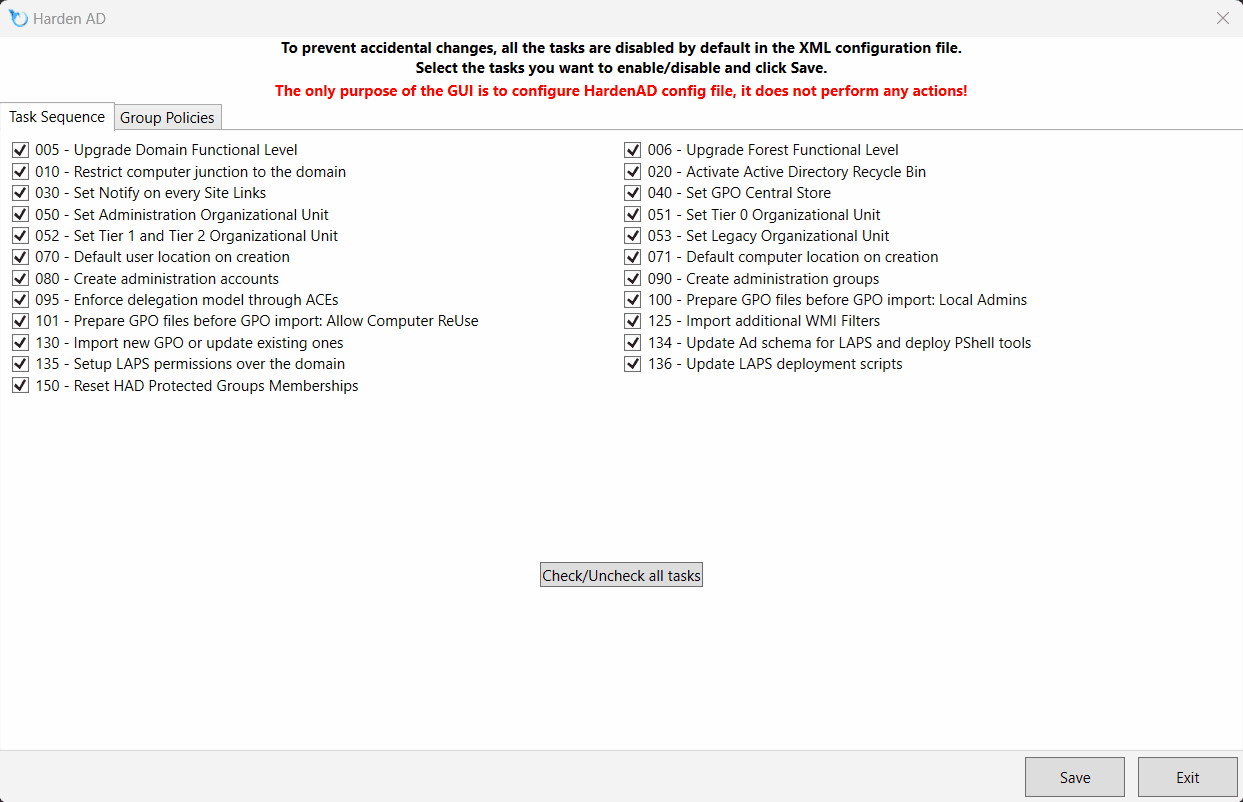 Harden AD
To prevent accidental changes, all the tasks are disabled by default in the XML configuration file.
Select the tasks you want to enable/disable and click Save.
The only purpose of the GUI is to configure HardenAD config file, it does not perform any actions!
Task Sequence
Group Policies
005 - Upgrade Domain Functional Level
006 - Upgrade Forest Functional Level
010 - Restrict computer junction to the domain
020 - Activate Active Directory Recycle Bin
030 - Set Notify on every Site Links
040 - Set GPO Central Store
050 - Set Administration Organizational Unit
051 - Set Tier 0 Organizational Unit
052 - Set Tier 1 and Tier 2 Organizational Unit
053 - Set Legacy Organizational Unit
070 - Default user location on creation
071 - Default computer location on creation
080 - Create administration accounts
090 - Create administration groups
095 - Enforce delegation model through ACEs
100 - Prepare GPO files before GPO import: Local Admins
101 - Prepare GPO files before GPO import: Allow Computer ReUse
125 - Import additional WMI Filters
130 - Import new GPO or update existing ones
134 - Update Ad schema for LAPS and deploy PShell tools
135 - Setup LAPS permissions over the domain
136 - Update LAPS deployment scripts
150 - Reset HAD Protected Groups Memberships
Check/Uncheck all tasks
Save
Exit